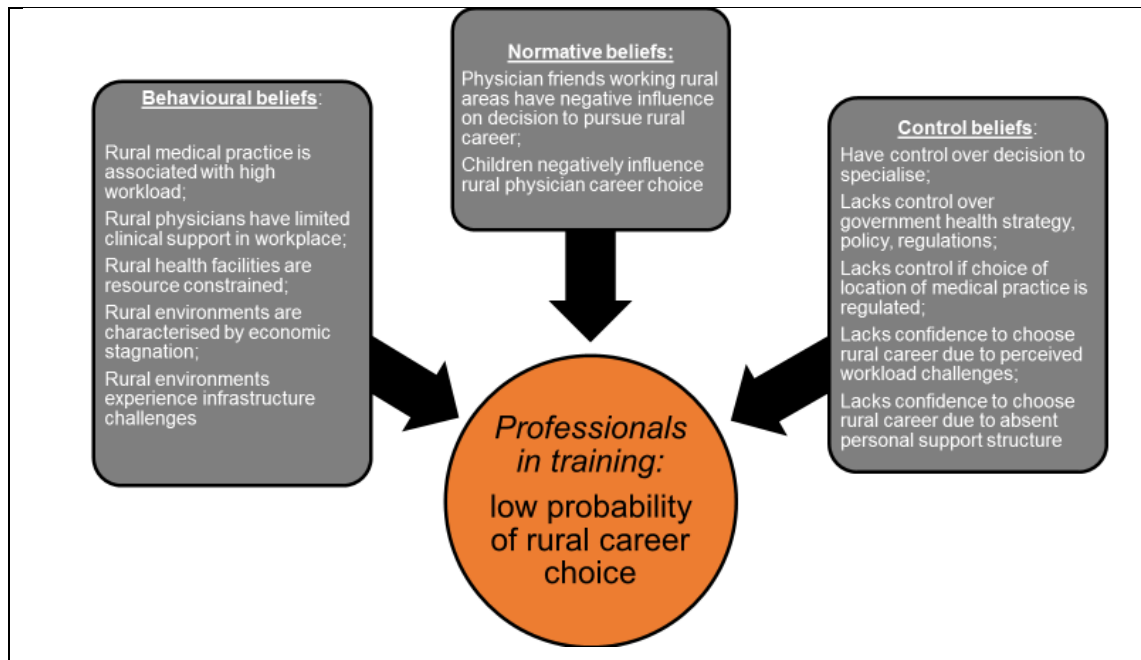 Behavioural beliefs:
Rural medical practice is
associated with high
workload;
Rural physicians have limited
clinical support in workplace;
Rural health facilities are
resource constrained;
Rural environments are
characterised by economic
stagnation;
Rural environments
experience infrastructure
challenges
Normative beliefs:
Physician friends working rural
areas have negative influence
on decision to pursue rural
career;
Children negatively influence
rural physician career choice
Control beliefs:
Have control over decision to
specialise;
Lacks control over
government health strategy,
policy, regulations;
Lacks control if choice of
location of medical practice is
regulated;
Lacks confidence to choose
rural career due to perceived
workload challenges;
Lacks confidence to choose
rural career due to absent
personal support structure
Professionals
in training:
low probability
of rural career
choice